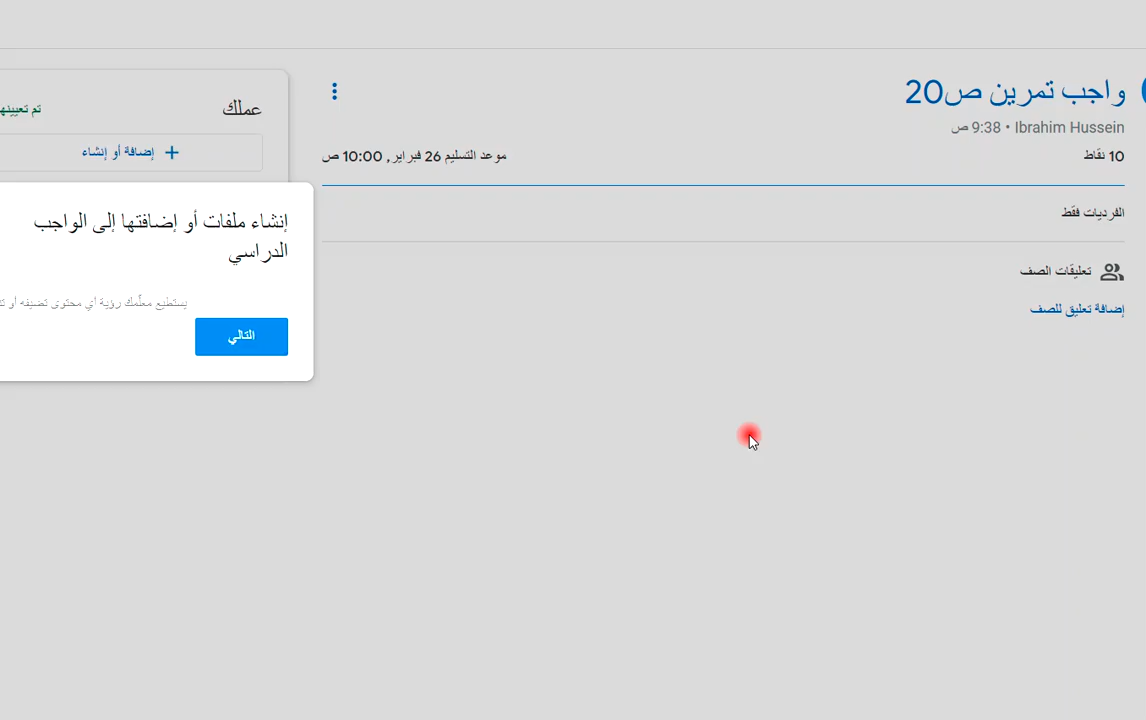 واجب تمرين ص20
Ibrahim Hussein • 9:38 ص
10 نقاط
موعد التسليم 26 فبراير, 10:00 ص
الفرديات فقط
تعليقات الصف
إضافة تعليق للصف
عملك
تم تعيينها
إضافة أو إنشاء
إنشاء ملفات أو إضافتها إلى الواجب
الدراسي
يستطيع معلّمك رؤية أي محتوى تضيفه أو
التالي